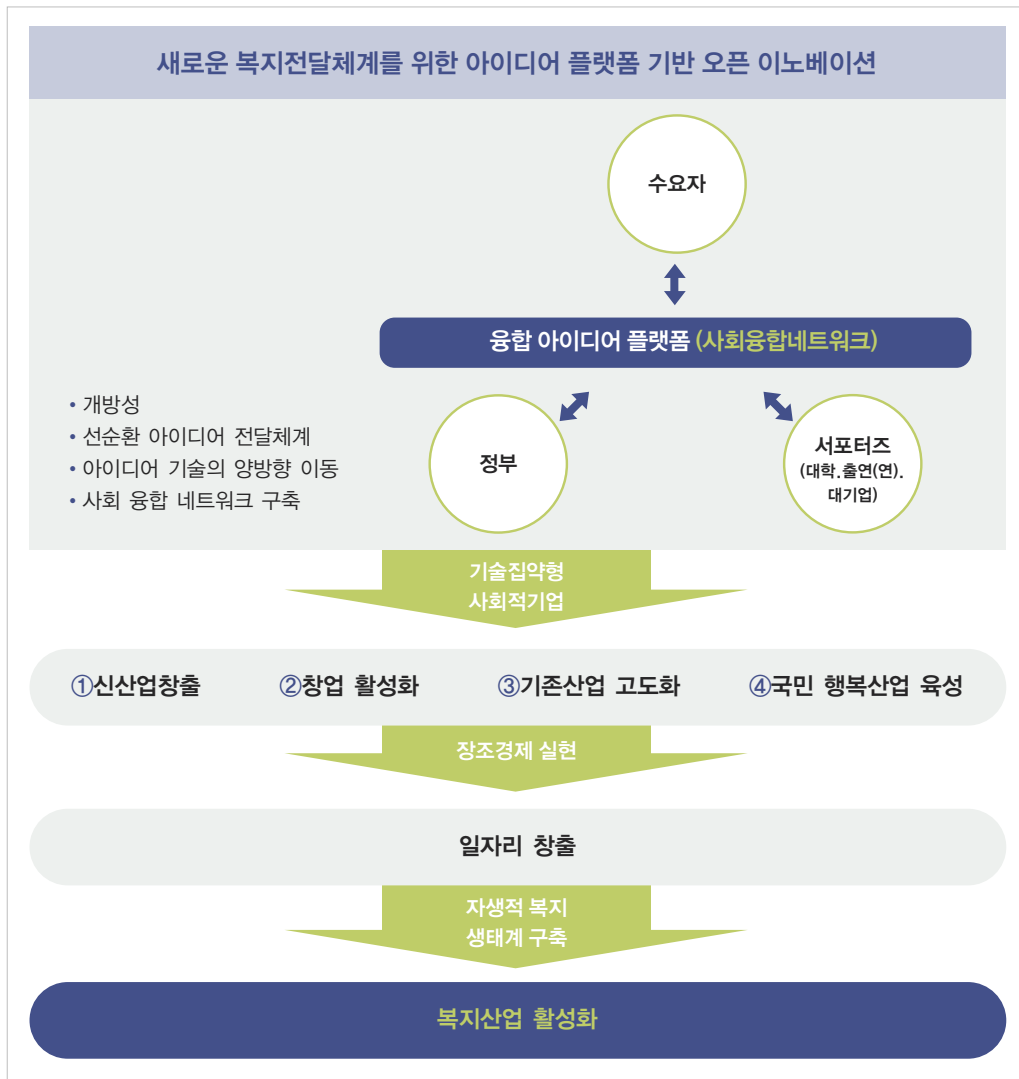 새로운 복지전달체계를 위한 아이디어 플랫폼 기반 오픈 이노베이션
수요자
융합 아이디어 플랫폼 (사회융합네트워크)
• 개방성
• 선순환 아이디어 전달체계
• 아이디어 기술의 양방향 이동
• 사회 융합 네트워크 구축
정부
서포터즈
(대학.출연(연).
대기업)
기술집약형
사회적기업
①신산업창출 ②창업 활성화 ③기존산업 고도화 ④국민 행복산업 육성
장조경제 실현
일자리 창출
자생적 복지
생태계 구축
복지산업 활성화